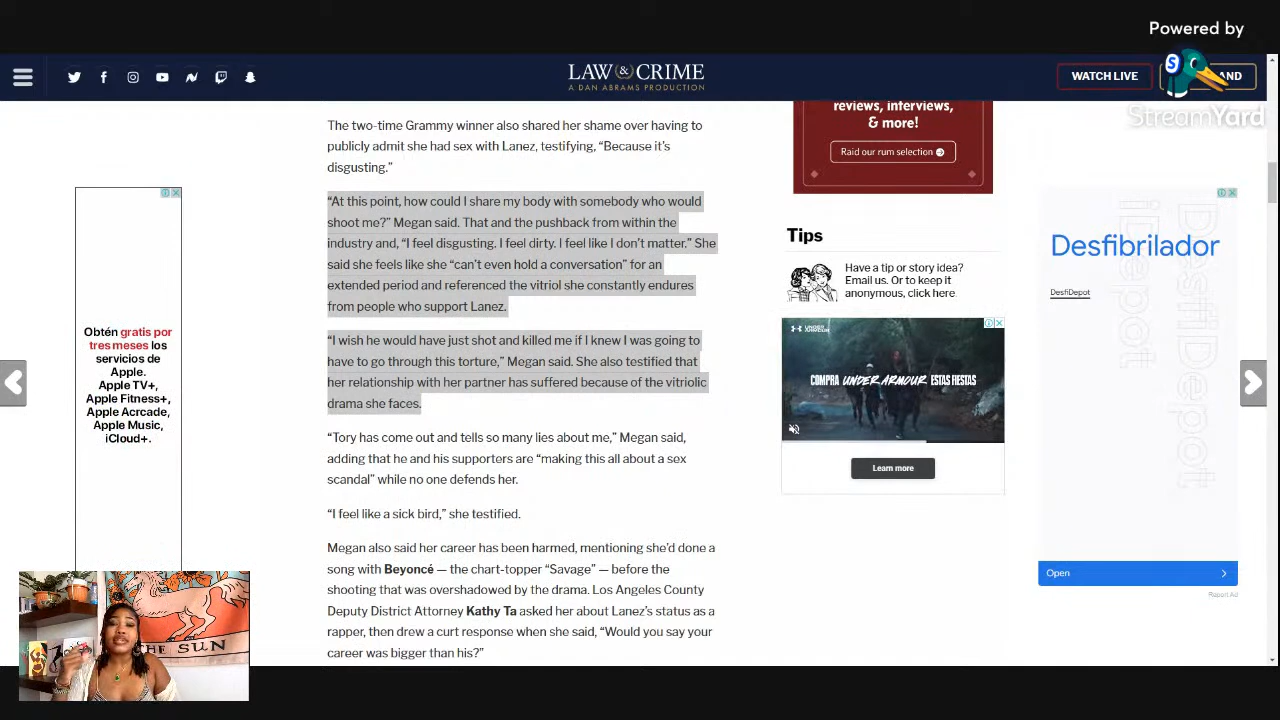 Powered by
StreamYard
LAW & CRIME
A DAN ABRAMS PRODUCTION
WATCH LIVE
AND
The two-time Grammy winner also shared her shame over having to
publicly admit she had sex with Lanez, testifying, “Because it’s
disgusting.”
“At this point, how could I share my body with somebody who would
shoot me?” Megan said. That and the pushback from within the
industry and, “I feel disgusting. I feel dirty. I feel like I don’t matter.” She
said she feels like she “can’t even hold a conversation” for an
extended period and referenced the vitriol she constantly endures
from people who support Lanez.
“I wish he would have just shot and killed me if I knew I was going to
have to go through this torture,” Megan said. She also testified that
her relationship with her partner has suffered because of the vitriolic
drama she faces.
“Tory has come out and tells so many lies about me,” Megan said,
adding that he and his supporters are “making this all about a sex
scandal” while no one defends her.
“I feel like a sick bird,” she testified.
Megan also said her career has been harmed, mentioning she’d done a
song with Beyoncé — the chart-topper “Savage” — before the
shooting that was overshadowed by the drama. Los Angeles County
Deputy District Attorney Kathy Ta asked her about Lanez’s status as a
rapper, then drew a curt response when she said, “Would you say your
career was bigger than his?”
Obtén gratis por
tres meses los
servicios de
Apple.
Apple TV+,
Apple Fitness+,
Apple Acrcade,
Apple Music,
iCloud+.
THE SUN
reviews, interviews,
& more!
Raid our rum selection
Tips
Have a tip or story idea?
Email us. Or to keep it
anonymous, click here.
UNDER ARMOUR
COMPRA UNDER ARMOUR ESTAS FIESTAS
Learn more
Desfibrilador
DesfiDepot
Desfibrilador
DesfiDepot
Open
Report Ad